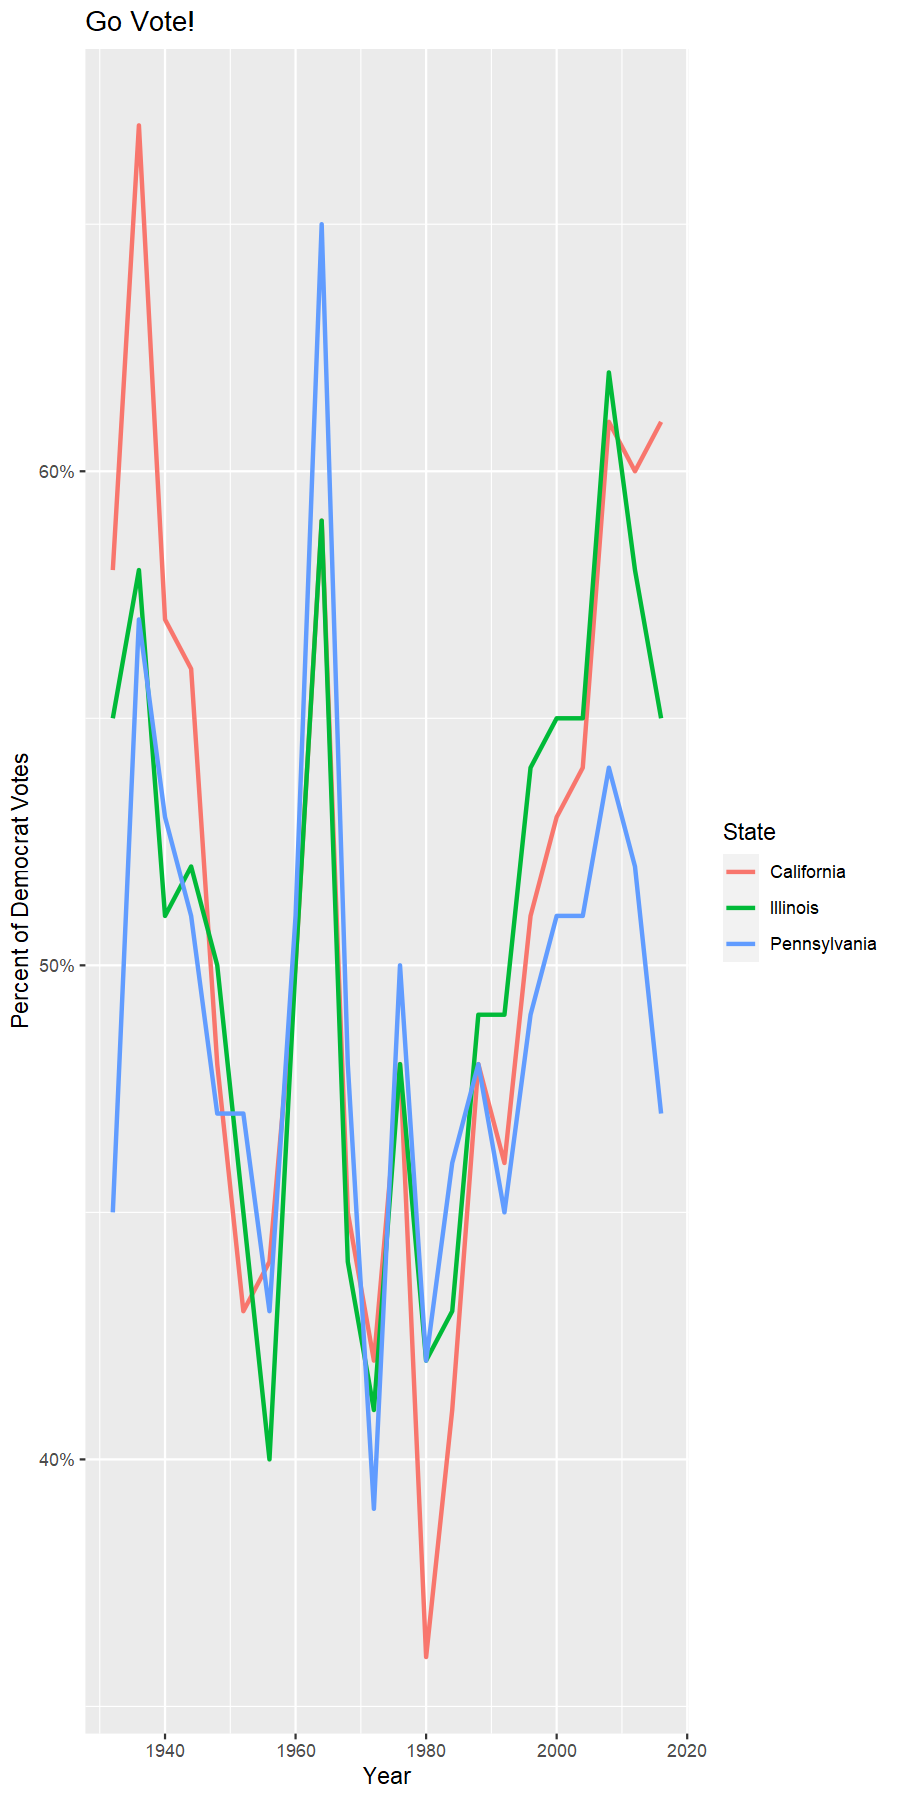 Go Vote!
60%
50%
40%
Percent of Democrat Votes
1940 1960 1980 2000 2020
Year
State
California
Illinois
Pennsylvania